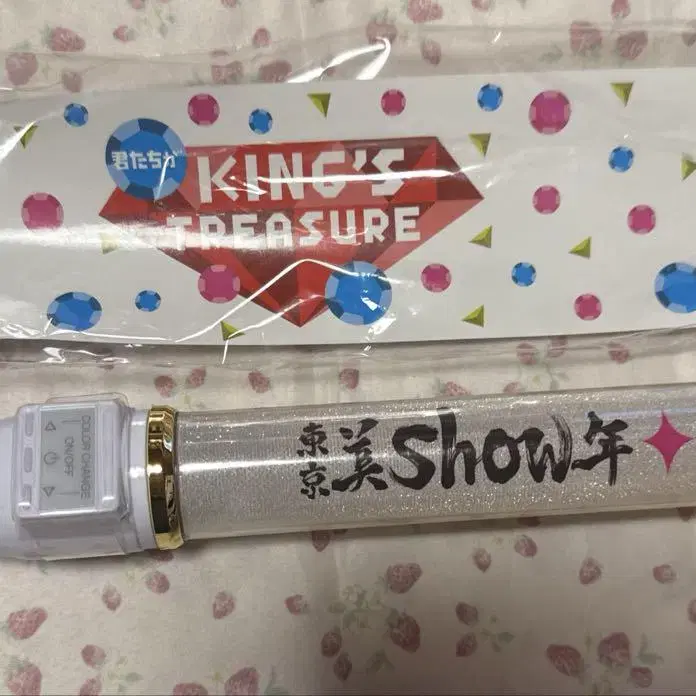 君たちが
KING'S
TREASURE
COLOR CHANGE
ON/OFF
東京美Show年